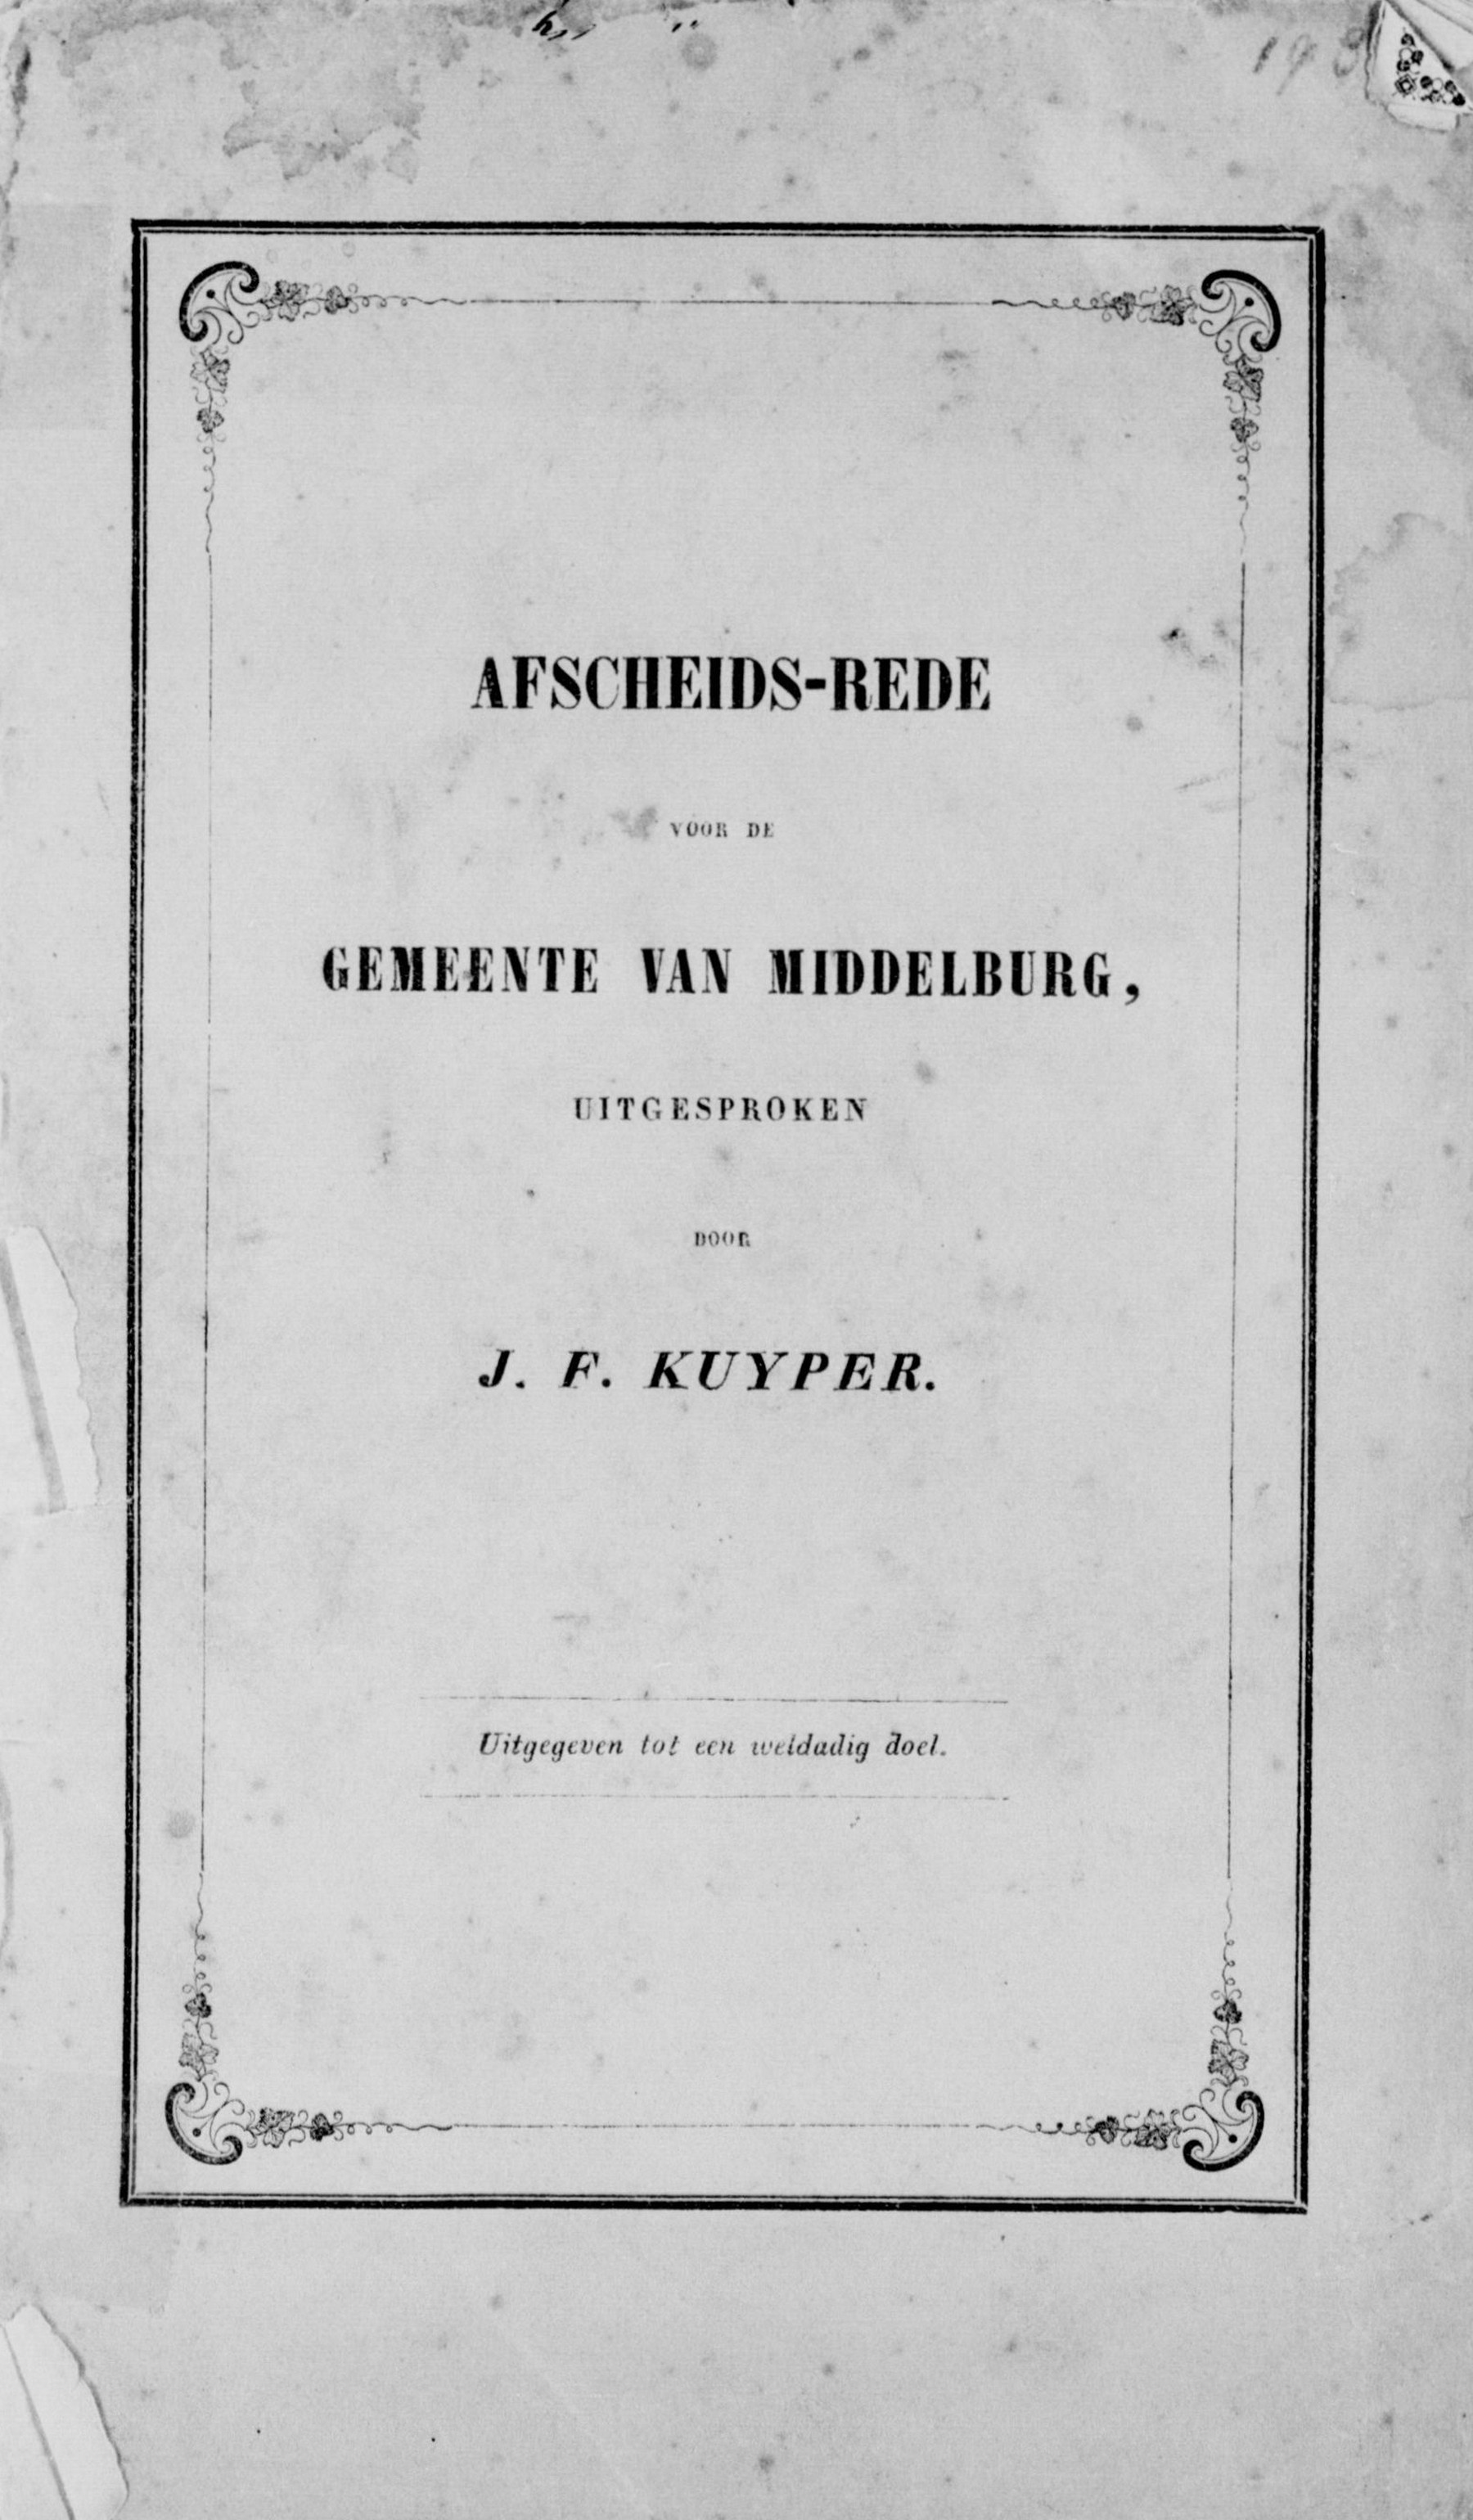 AFSCHEIDS-REDE
VOOR DE
GEMEENTE VAN MIDDELBURG,
UITGESPROKEN
DOOR
J. F. KUYPER.
Uitgegeven tot een weldadig doel.